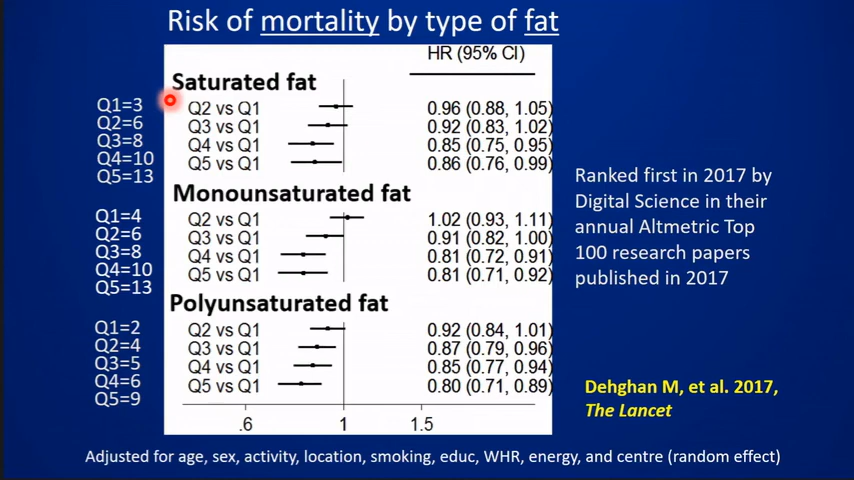 Risk of mortality by type of fat
HR (95% CI)
Saturated fat
Q1=3
Q2 vs Q1 0.96 (0.88, 1.05)
Q2=6
Q3 vs Q1 0.92 (0.83, 1.02)
Q3=8
Q4 vs Q1 0.85 (0.75, 0.95)
Q4=10
Q5 vs Q1 0.86 (0.76, 0.99)
Q5=13
Monounsaturated fat
Q1=4
Q2 vs Q1 1.02 (0.93, 1.11)
Q2=6
Q3 vs Q1 0.91 (0.82, 1.00)
Q3=8
Q4 vs Q1 0.81 (0.72, 0.91)
Q4=10
Q5 vs Q1 0.81 (0.71, 0.92)
Q5=13
Polyunsaturated fat
Q1=2
Q2 vs Q1 0.92 (0.84, 1.01)
Q2=4
Q3 vs Q1 0.87 (0.79, 0.96)
Q3=5
Q4 vs Q1 0.85 (0.77, 0.94)
Q4=6
Q5 vs Q1 0.80 (0.71, 0.89)
Q5=9
.6 1 1.5
Ranked first in 2017 by
Digital Science in their
annual Altmetric Top
100 research papers
published in 2017
Dehghan M, et al. 2017,
The Lancet
Adjusted for age, sex, activity, location, smoking, educ, WHR, energy, and centre (random effect)